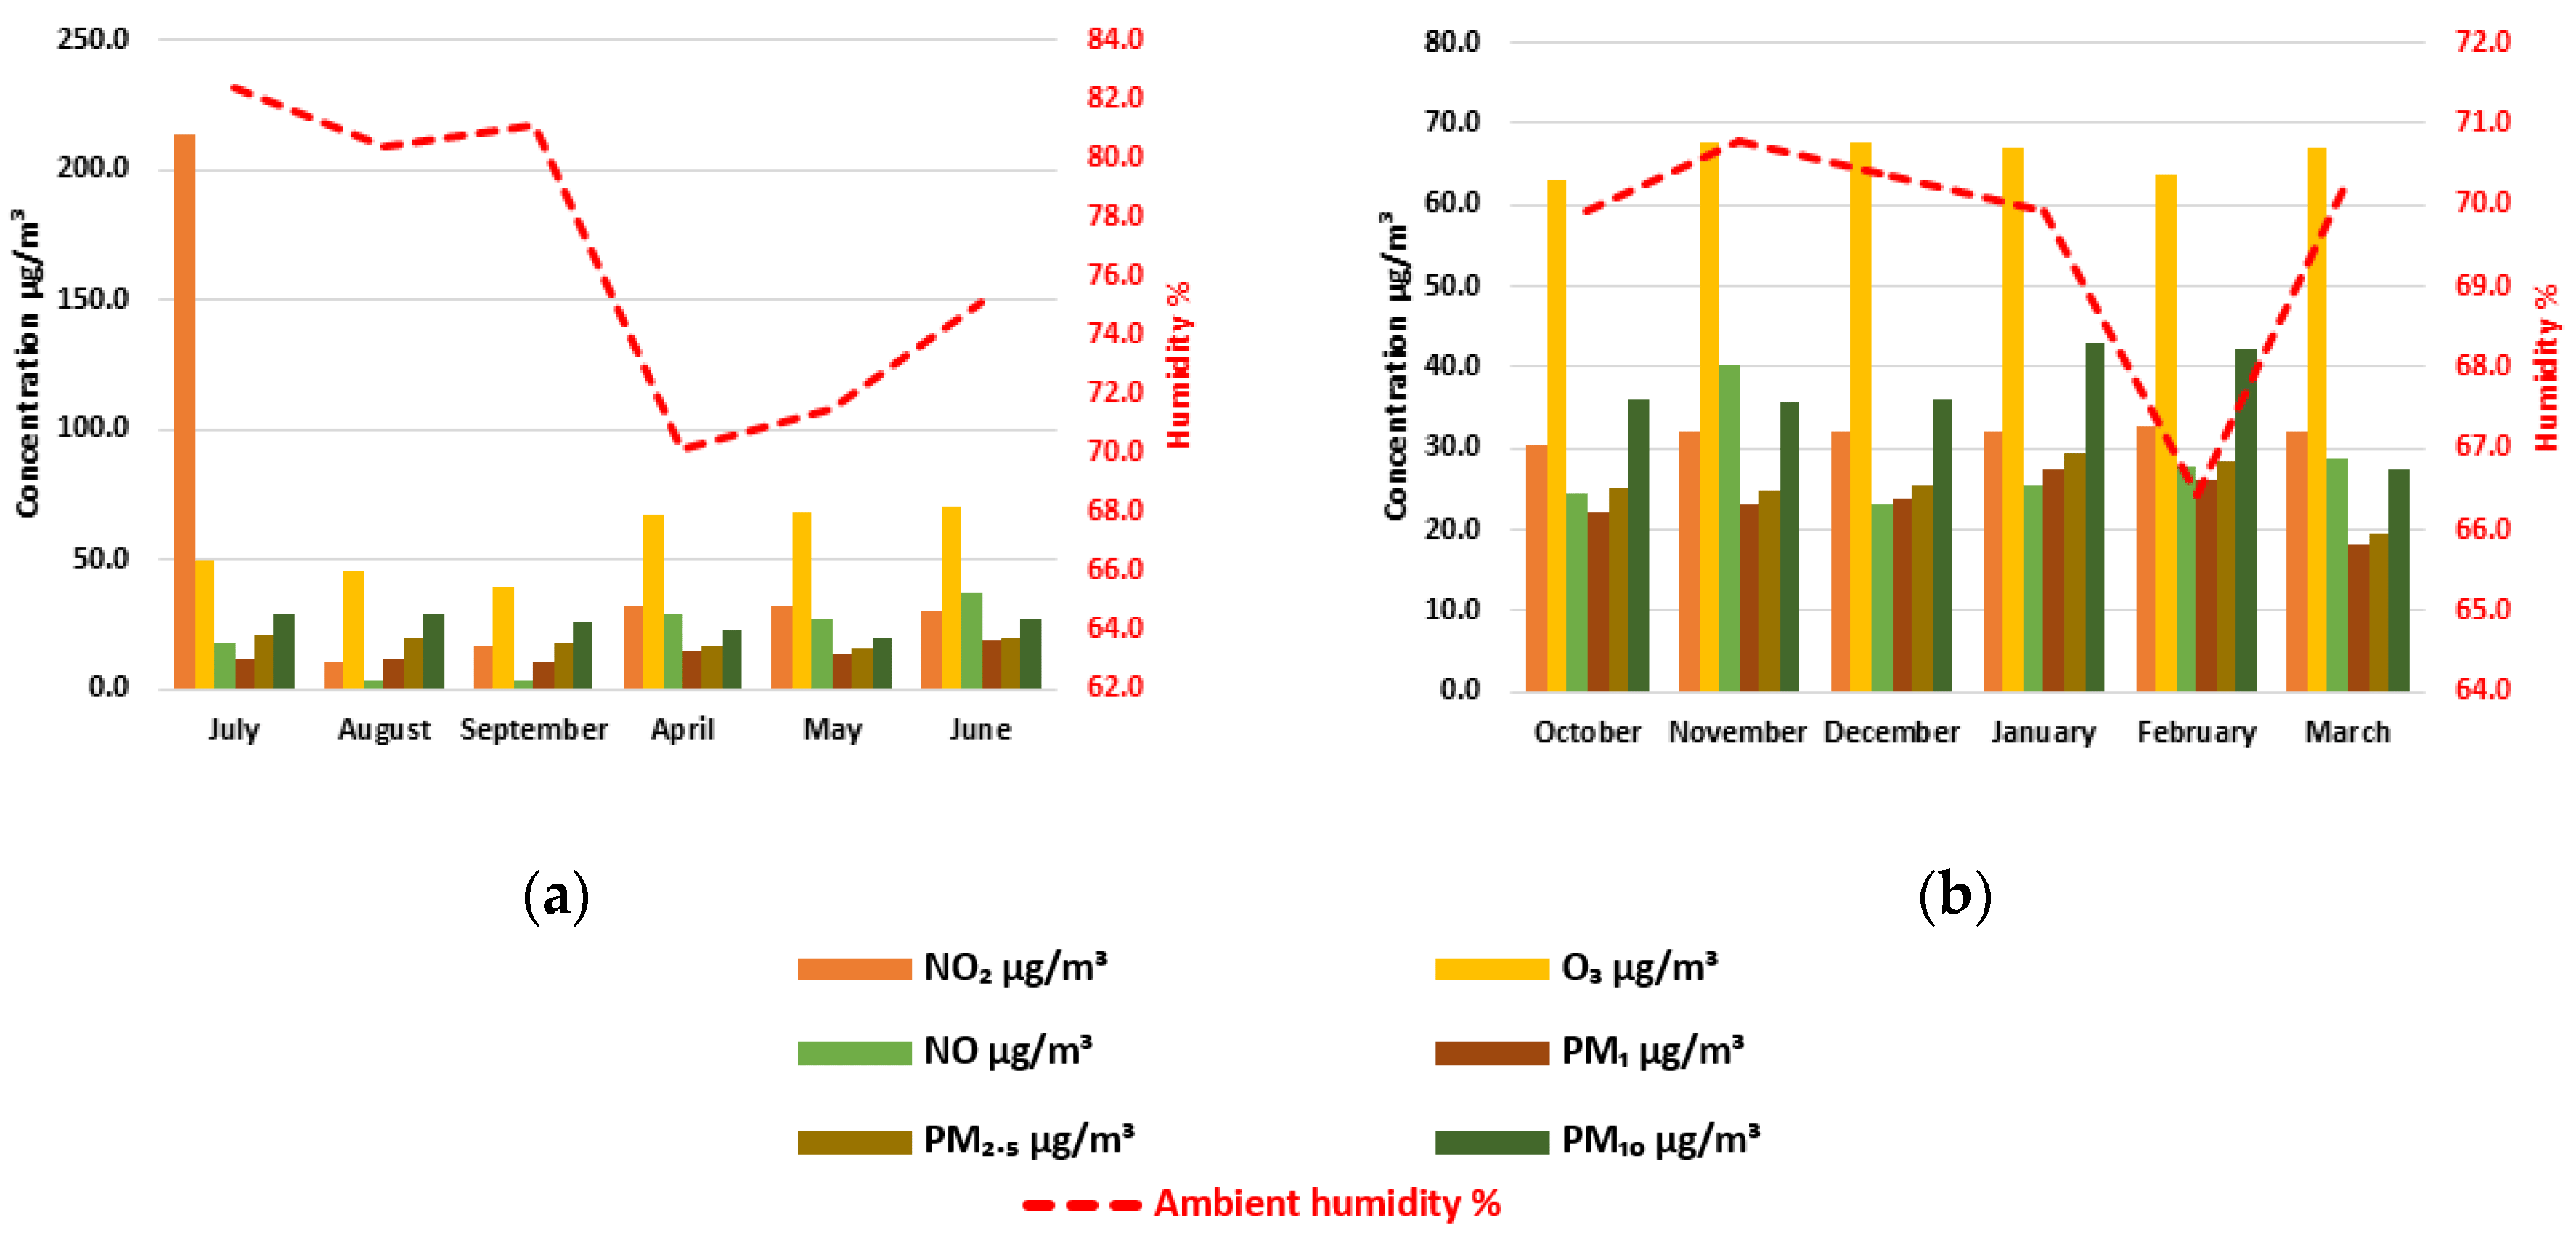 250.0
200.0
150.0
100.0
50.0
0.0
Concentration µg/m³
84.0
82.0
80.0
78.0
76.0
74.0
72.0
70.0
68.0
66.0
64.0
62.0
Humidity %
July August September April May June
(a)
80.0
70.0
60.0
50.0
40.0
30.0
20.0
10.0
0.0
Concentration µg/m³
72.0
71.0
70.0
69.0
68.0
67.0
66.0
65.0
64.0
Humidity %
October November December January February March
(b)
NO₂ µg/m³
O₃ µg/m³
NO µg/m³
PM₁ µg/m³
PM₂.₅ µg/m³
PM₁₀ µg/m³
Ambient humidity %